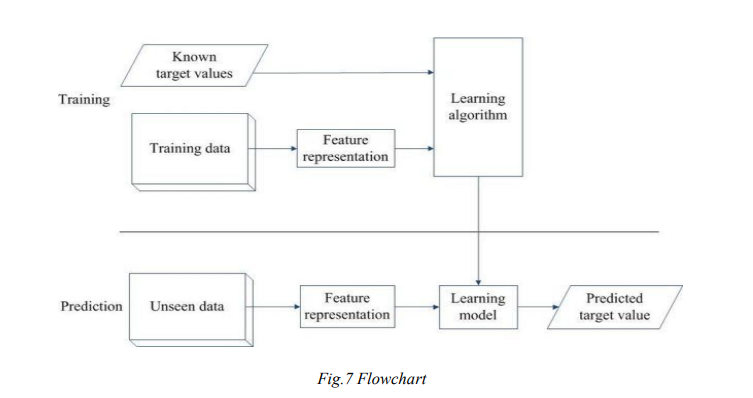 Known
target values
Training
Learning
algorithm
Training data
Feature
representation
Prediction
Unseen data
Feature
representation
Learning
model
Predicted
target value
Fig.7 Flowchart